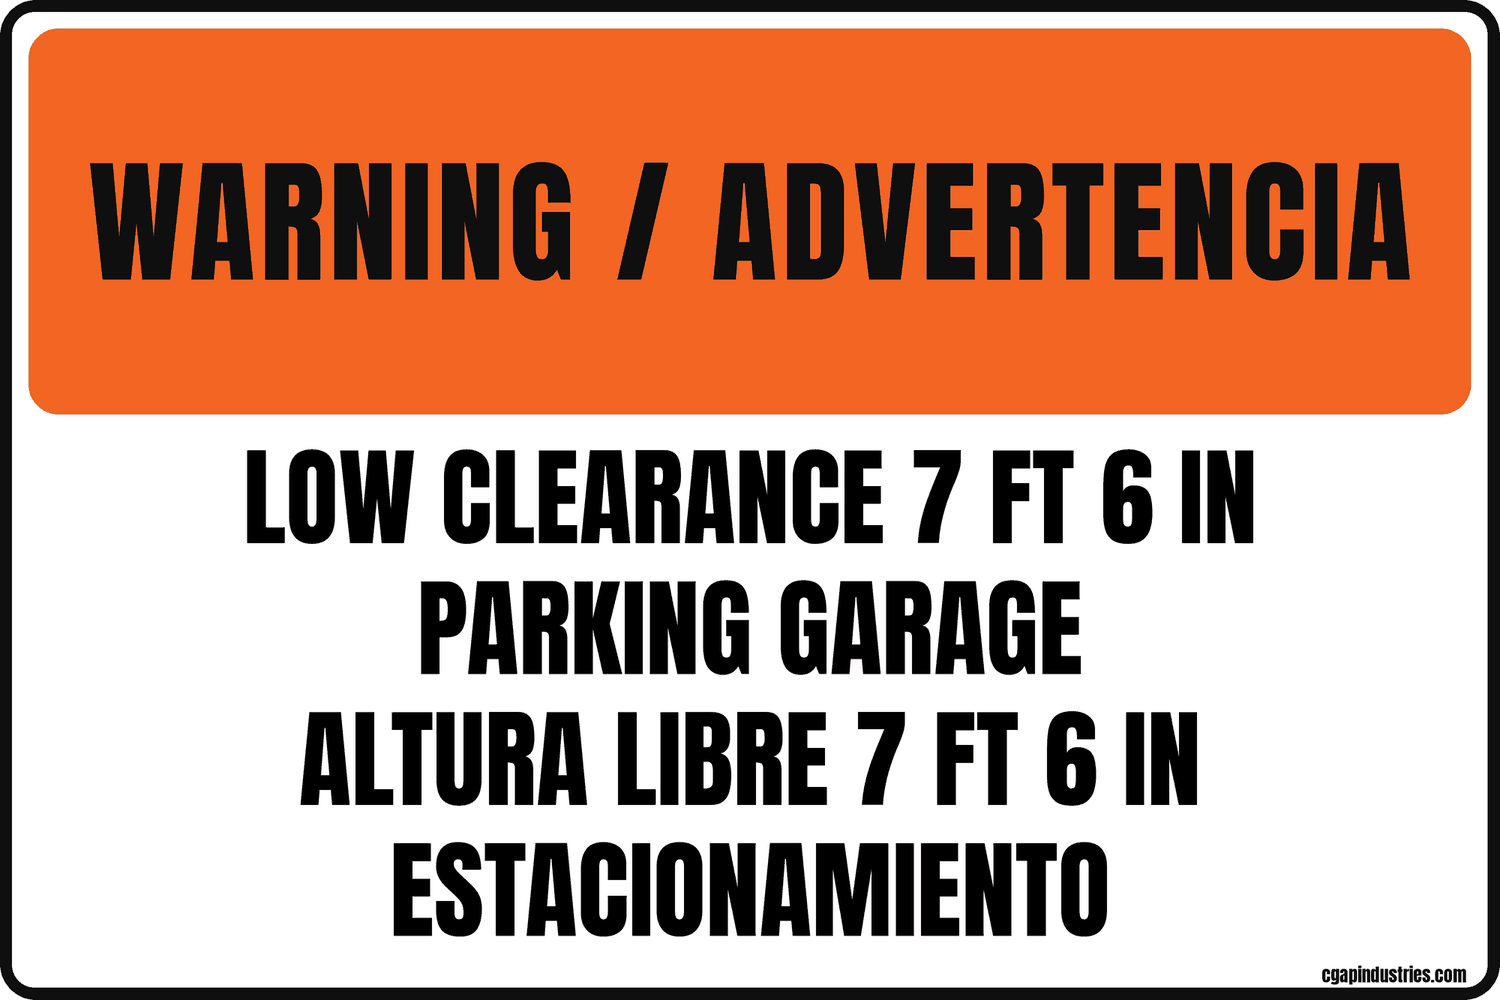 WARNING / ADVERTENCIA
LOW CLEARANCE 7 FT 6 IN
PARKING GARAGE
ALTURA LIBRE 7 FT 6 IN
ESTACIONAMIENTO
cgapindustries.com